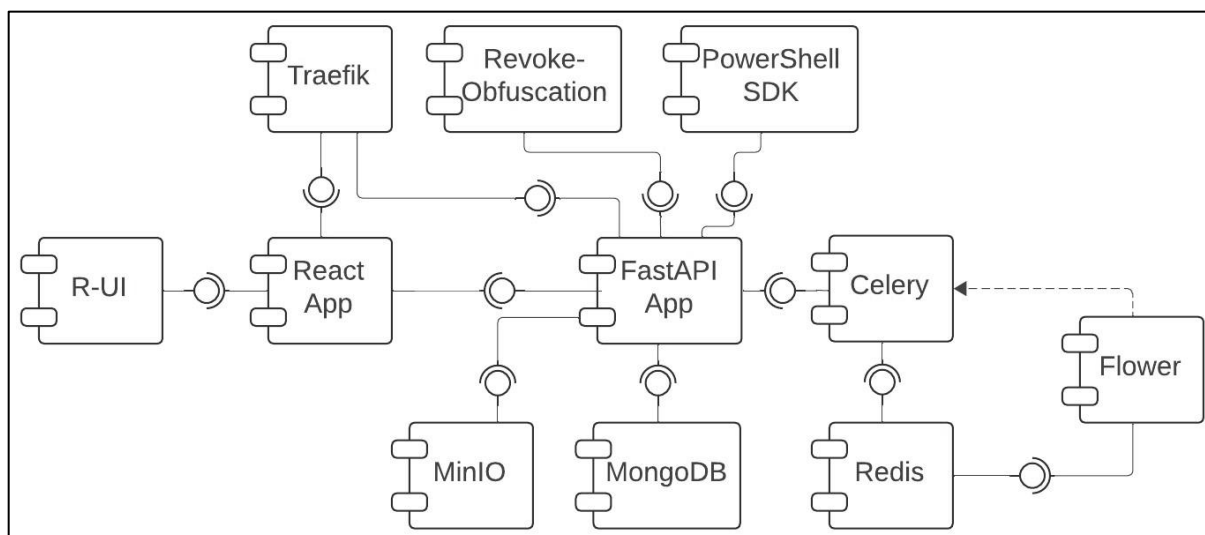 Traefik
Revoke-
Obfuscation
PowerShell
SDK
R-UI
React
App
FastAPI
App
Celery
Flower
MinIO
MongoDB
Redis